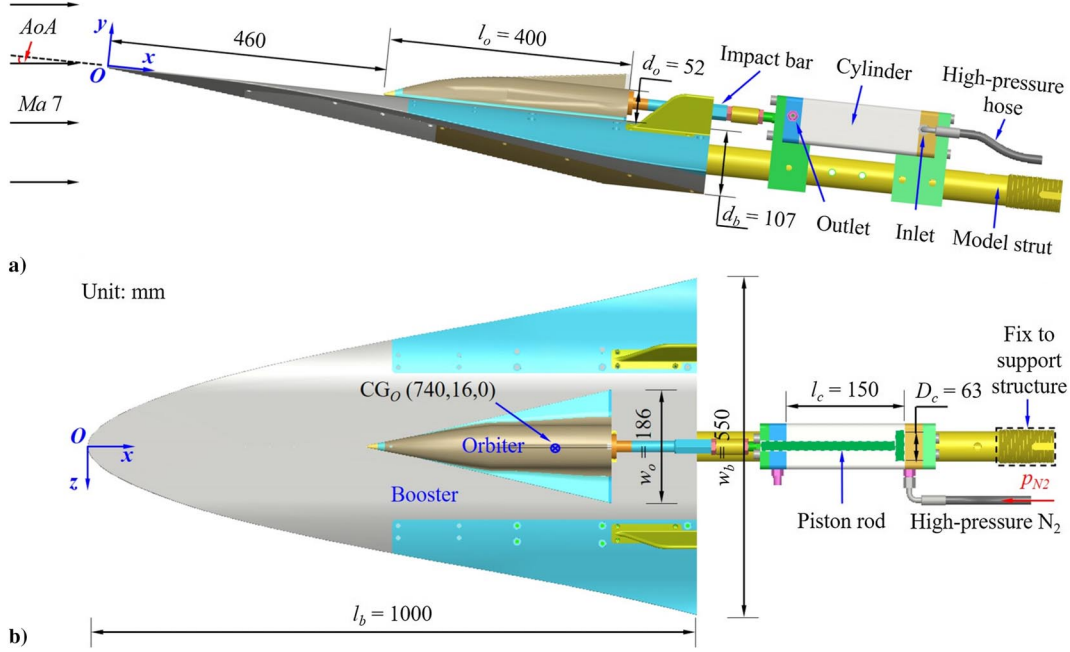 AoA
y
x
O
Ma 7
460
l_o = 400
d_o = 52
Impact bar
Cylinder
High-pressure
hose
d_b = 107
Outlet
Inlet
Model strut
a)
Unit: mm
CG_O (740,16,0)
O
x
z
Orbiter
Booster
w_o = 186
w_b = 550
l_c = 150
D_c = 63
Fix to
support
structure
p_N2
Piston rod
High-pressure N₂
l_b = 1000
b)